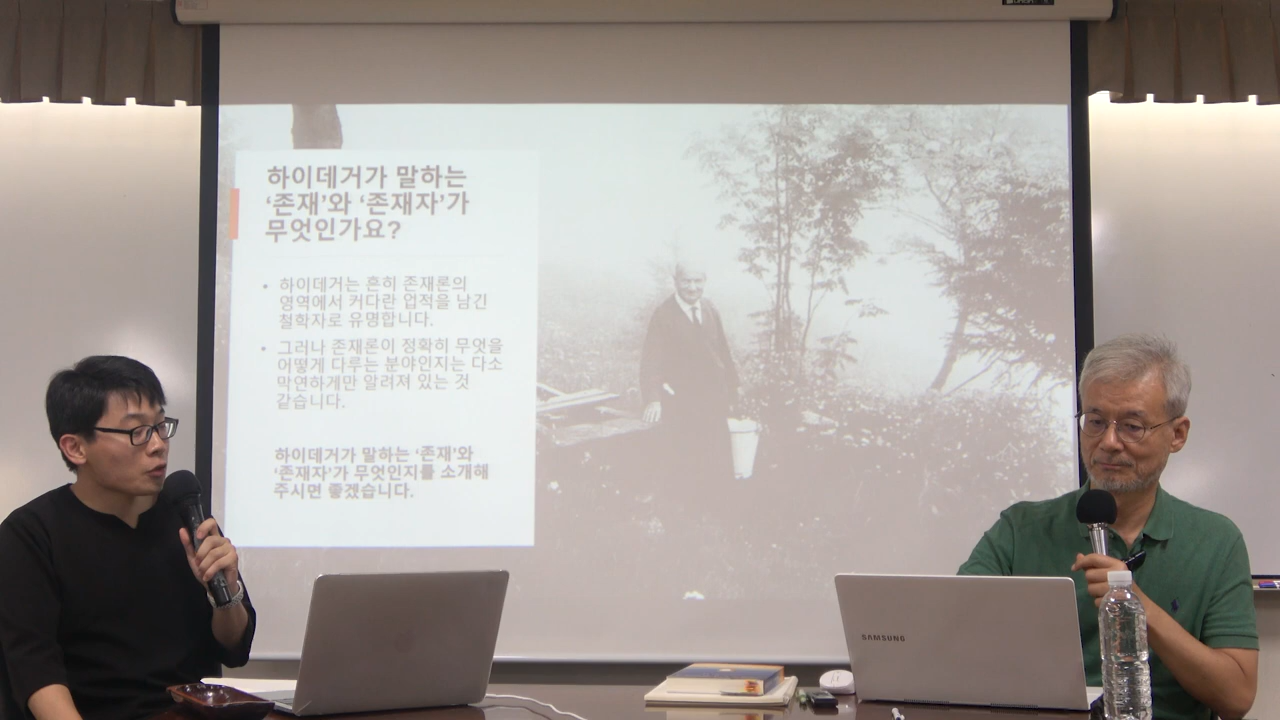 하이데거가 말하는
‘존재’와 ‘존재자’가
무엇인가요?
• 하이데거는 흔히 존재론의
영역에서 커다란 업적을 남긴
철학자로 유명합니다.
• 그러나 존재론이 정확히 무엇을
어떻게 다루는 분야인지는 다소
막연하게만 알려져 있는 것
같습니다.
하이데거가 말하는 ‘존재’와
‘존재자’가 무엇인지를 소개해
주시면 좋겠습니다.
SAMSUNG